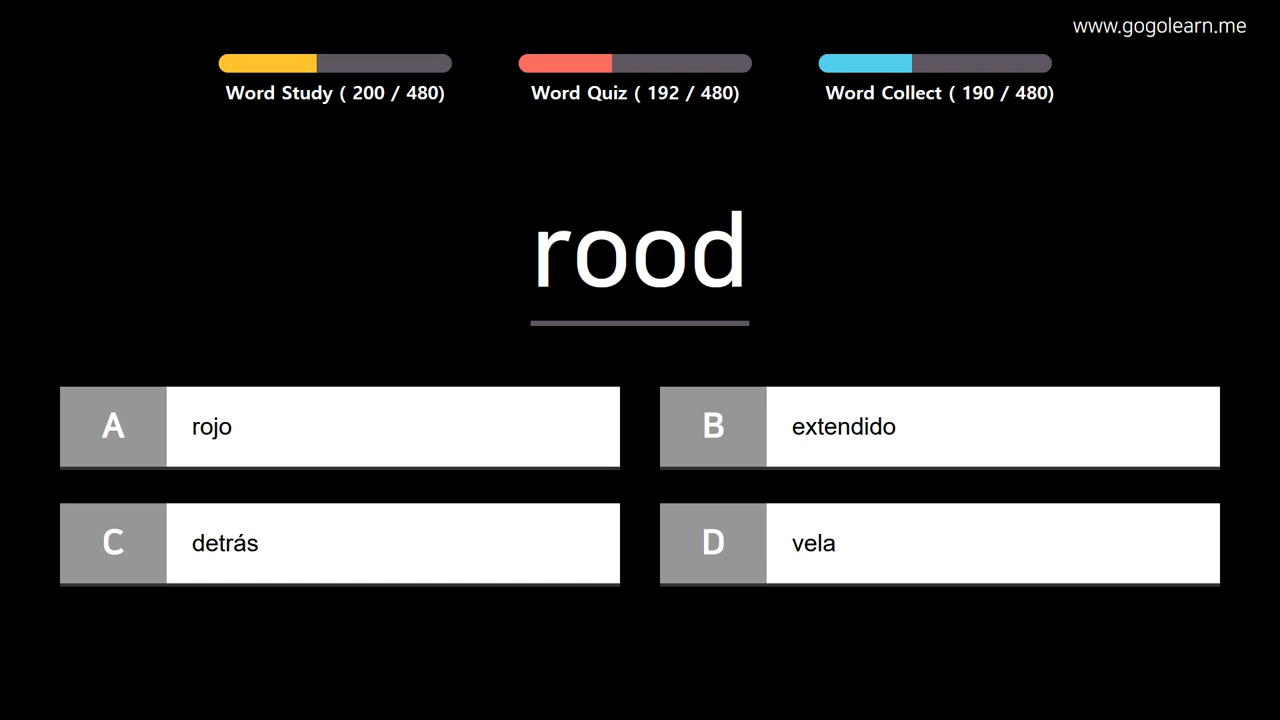 www.gogolearn.me
Word Study ( 200 / 480)
Word Quiz ( 192 / 480)
Word Collect ( 190 / 480)
rood
A rojo
B extendido
C detrás
D vela